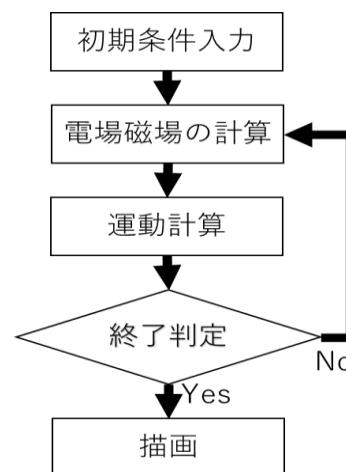 初期条件入力
電場磁場の計算
運動計算
終了判定
No
Yes
描画